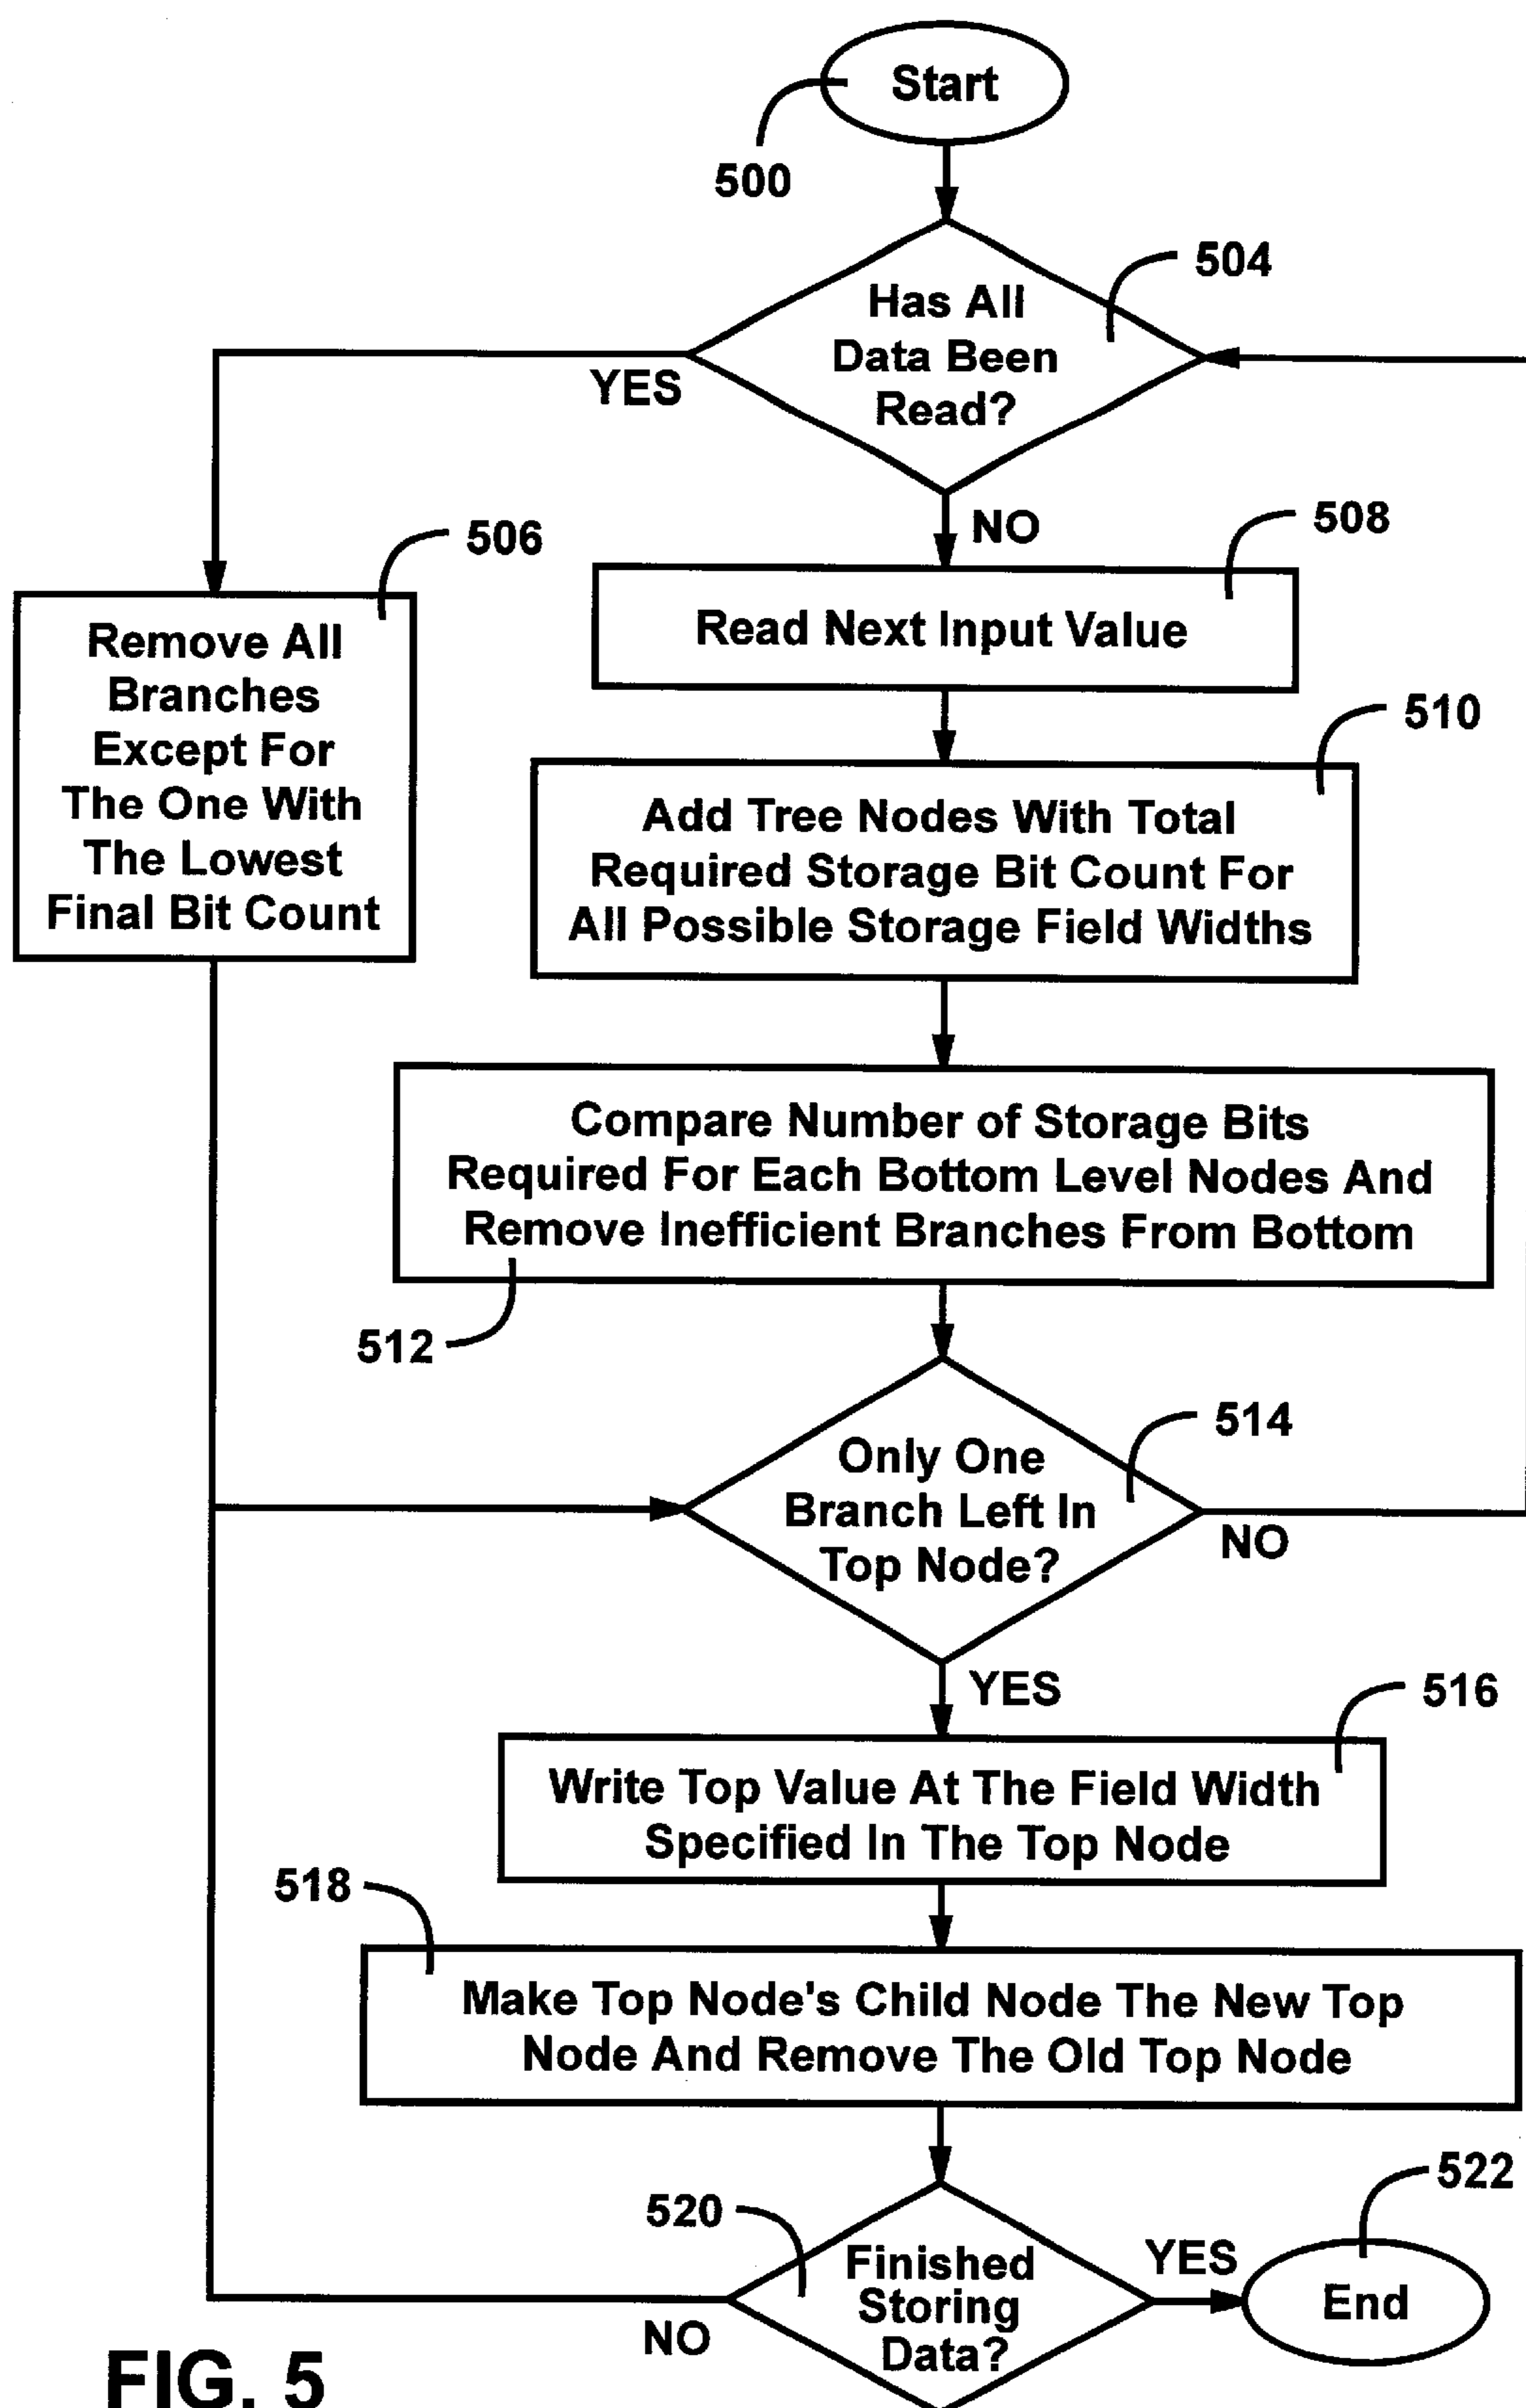 Start
500
504
Has All
Data Been
Read?
YES
NO
506
508
Remove All
Branches
Except For
The One With
The Lowest
Final Bit Count
Read Next Input Value
510
Add Tree Nodes With Total
Required Storage Bit Count For
All Possible Storage Field Widths
Compare Number of Storage Bits
Required For Each Bottom Level Nodes And
Remove Inefficient Branches From Bottom
512
514
Only One
Branch Left In
Top Node?
NO
YES
516
Write Top Value At The Field Width
Specified In The Top Node
518
Make Top Node's Child Node The New Top
Node And Remove The Old Top Node
520
522
Finished
Storing
Data?
YES
End
NO
FIG. 5